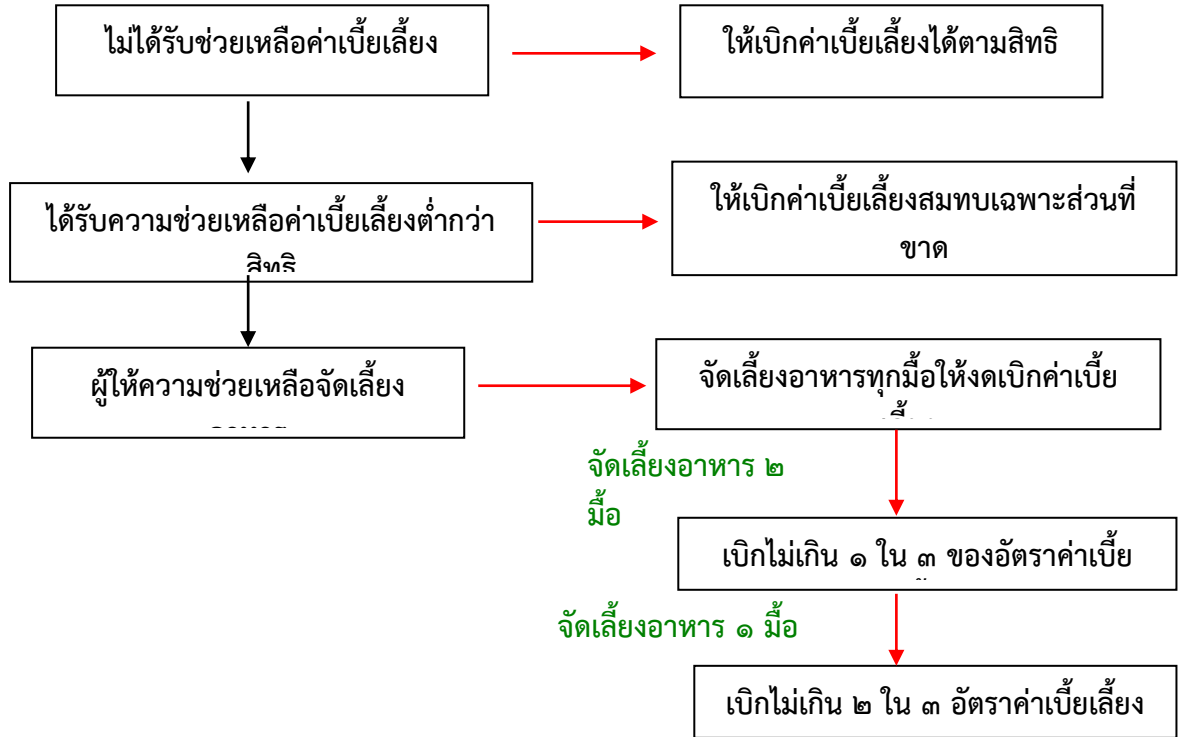 ไม่ได้รับช่วยเหลือค่าเบี้ยเลี้ยง
ให้เบิกค่าเบี้ยเลี้ยงได้ตามสิทธิ
ได้รับความช่วยเหลือค่าเบี้ยเลี้ยงต่ำกว่า
สิทธิ
ให้เบิกค่าเบี้ยเลี้ยงสมทบเฉพาะส่วนที่
ขาด
ผู้ให้ความช่วยเหลือจัดเลี้ยง
จัดเลี้ยงอาหารทุกมื้อให้งดเบิกค่าเบี้ย
จัดเลี้ยงอาหาร ๒
มื้อ
เบิกไม่เกิน ๑ ใน ๓ ของอัตราค่าเบี้ย
จัดเลี้ยงอาหาร ๑ มื้อ
เบิกไม่เกิน ๒ ใน ๓ อัตราค่าเบี้ยเลี้ยง